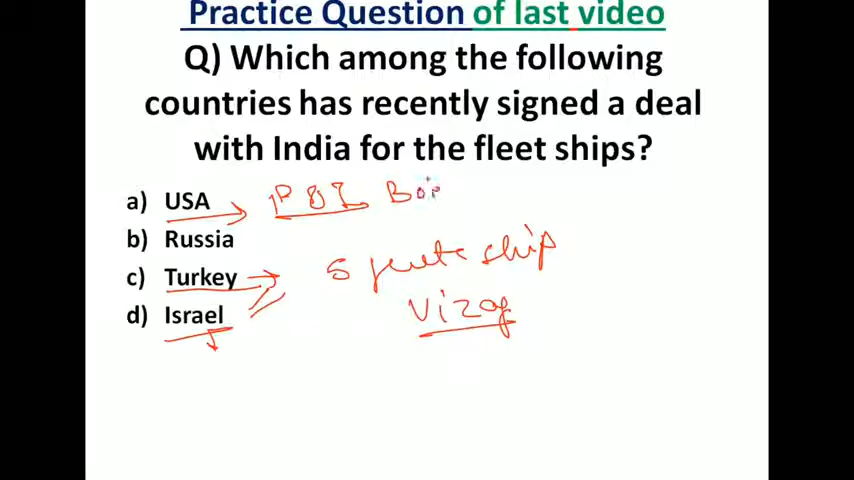 Practice Question of last video
Q) Which among the following
countries has recently signed a deal
with India for the fleet ships?
a) USA P8I Bo
b) Russia
c) Turkey 5 fleet ship
Vizag
d) Israel